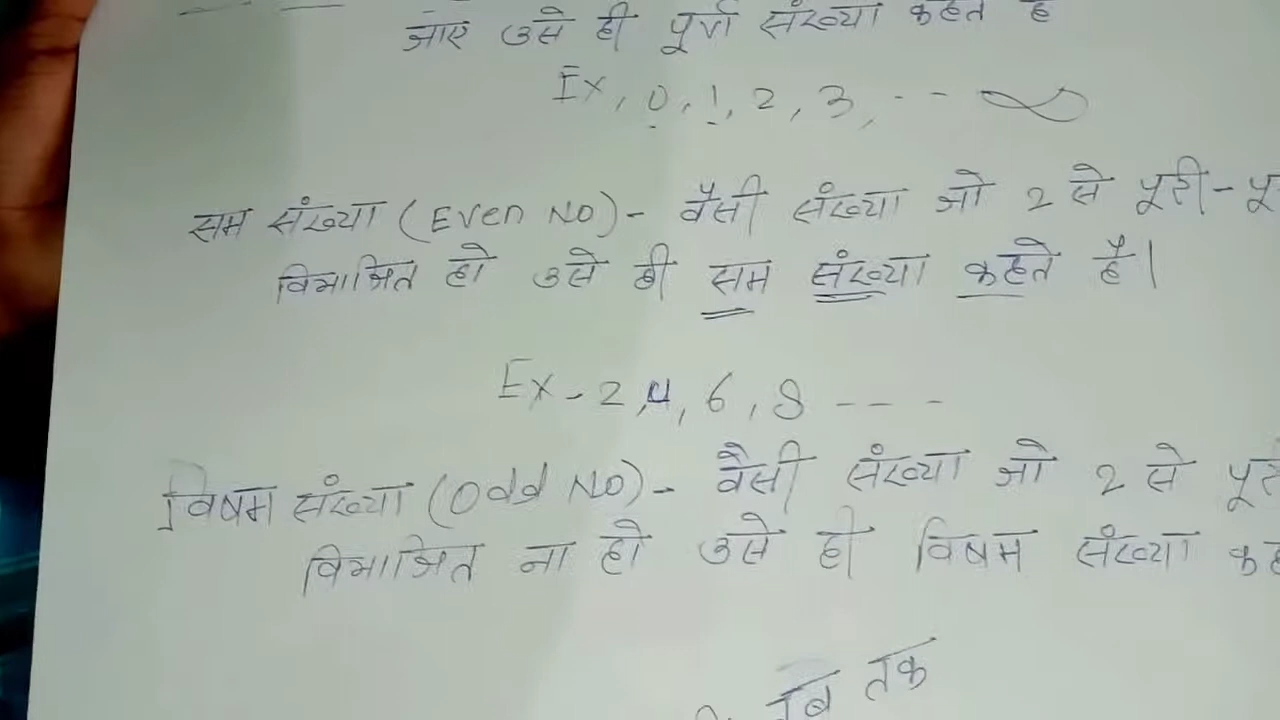 जाए उसे ही पूर्ण संख्या कहते है
Ex, 0, 1, 2, 3, -- ∞
सम संख्या (Even No) - वैसी संख्या जो 2 से पूरी-पू
विभाजित हो उसे ही सम संख्या कहते है।
Ex - 2, 4, 6, 8 ---
विषम संख्या (Odd No) - वैसी संख्या जो 2 से पूरी
विभाजित ना हो उसे ही विषम संख्या कह
तक